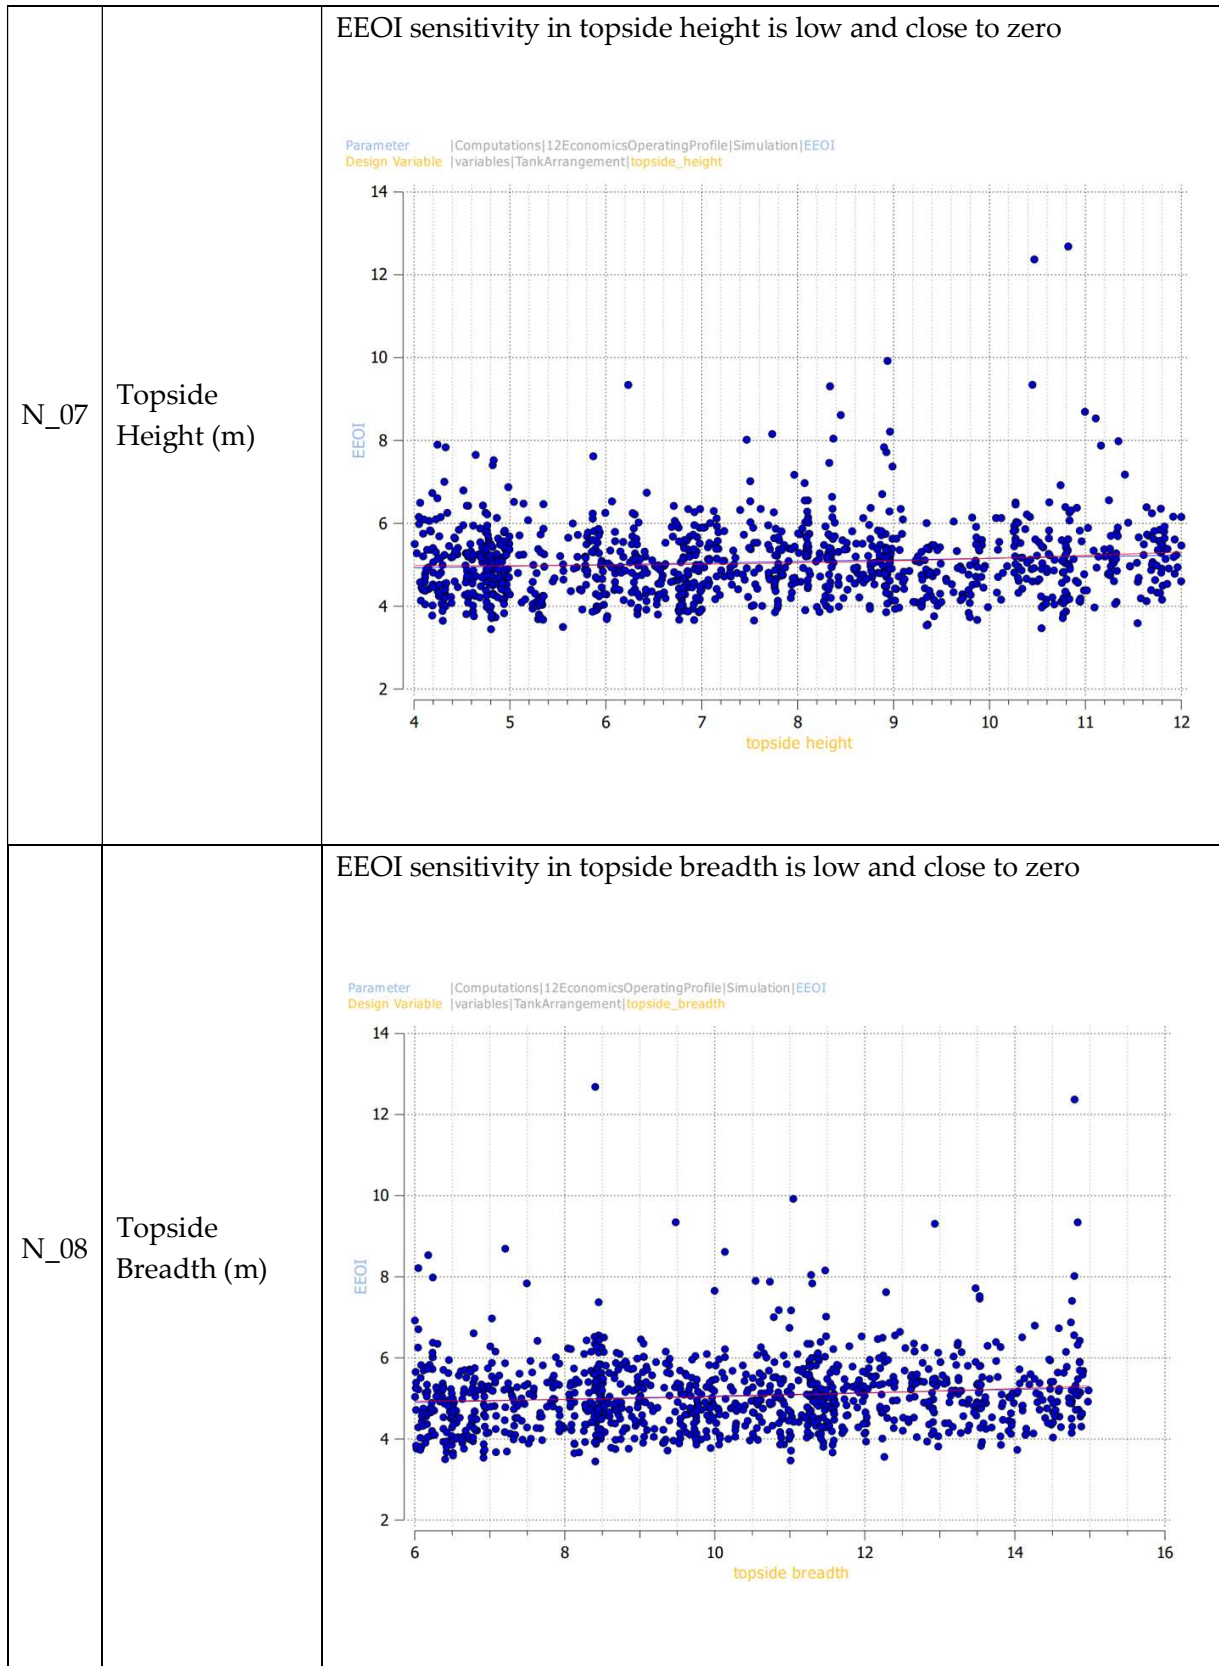 EEOI sensitivity in topside height is low and close to zero
Parameter |Computations|12EconomicsOperatingProfile|Simulation|EEOI
Design Variable |variables|TankArrangement|topside_height
14
12
10
8
6
4
2
EEOI
4 5 6 7 8 9 10 11 12
topside height
N_07
Topside
Height (m)
EEOI sensitivity in topside breadth is low and close to zero
Parameter |Computations|12EconomicsOperatingProfile|Simulation|EEOI
Design Variable |variables|TankArrangement|topside_breadth
14
12
10
8
6
4
2
EEOI
6 8 10 12 14 16
topside breadth
N_08
Topside
Breadth (m)